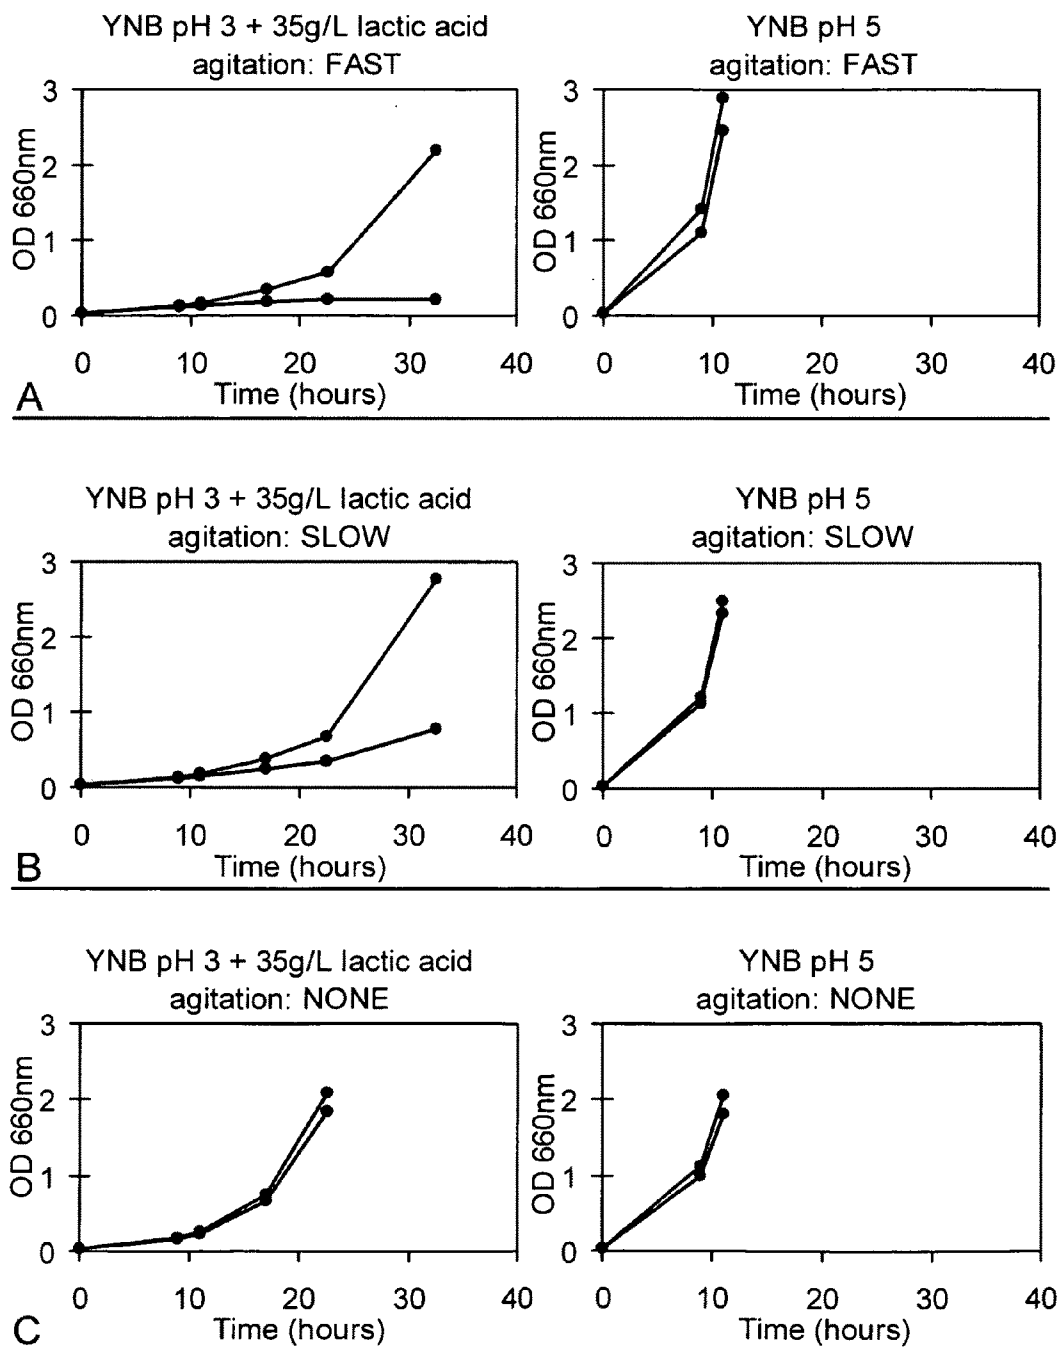 YNB pH 3 + 35g/L lactic acid
agitation: FAST
3
2
1
0
OD 660nm
0 10 20 30 40
Time (hours)
YNB pH 5
agitation: FAST
3
2
1
0
OD 660nm
0 10 20 30 40
Time (hours)
A
YNB pH 3 + 35g/L lactic acid
agitation: SLOW
3
2
1
0
OD 660nm
0 10 20 30 40
Time (hours)
YNB pH 5
agitation: SLOW
3
2
1
0
OD 660nm
0 10 20 30 40
Time (hours)
B
YNB pH 3 + 35g/L lactic acid
agitation: NONE
3
2
1
0
OD 660nm
0 10 20 30 40
Time (hours)
YNB pH 5
agitation: NONE
3
2
1
0
OD 660nm
0 10 20 30 40
Time (hours)
C